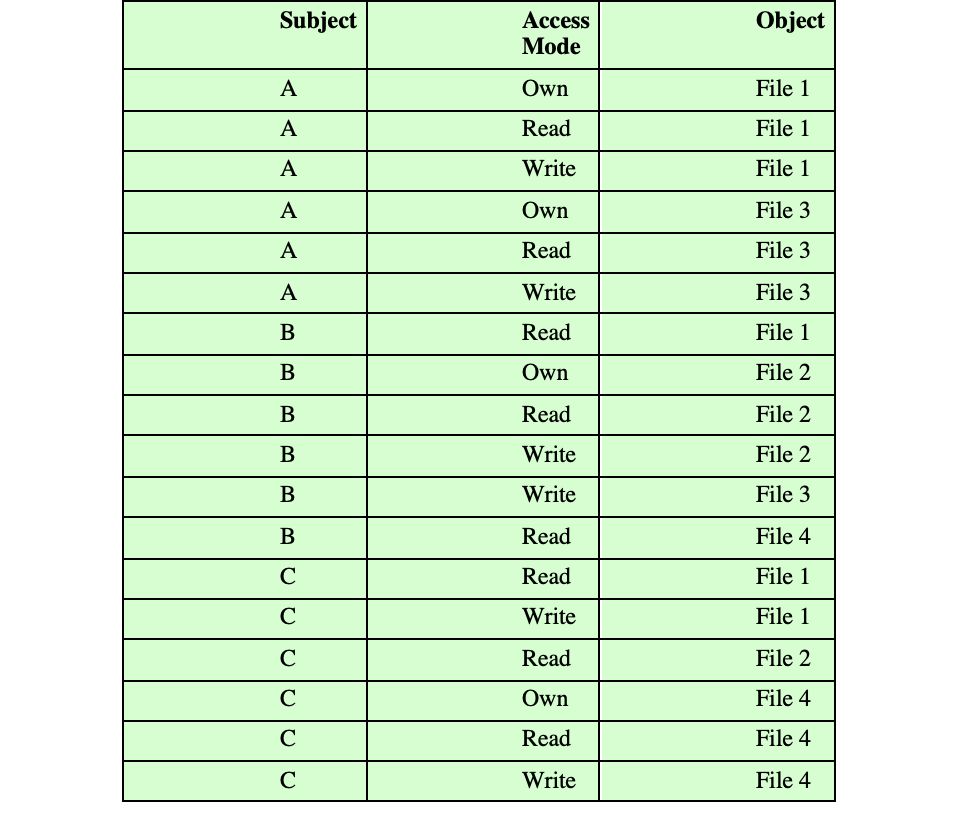 Subject Access Mode Object
A Own File 1
A Read File 1
A Write File 1
A Own File 3
A Read File 3
A Write File 3
B Read File 1
B Own File 2
B Read File 2
B Write File 2
B Write File 3
B Read File 4
C Read File 1
C Write File 1
C Read File 2
C Own File 4
C Read File 4
C Write File 4